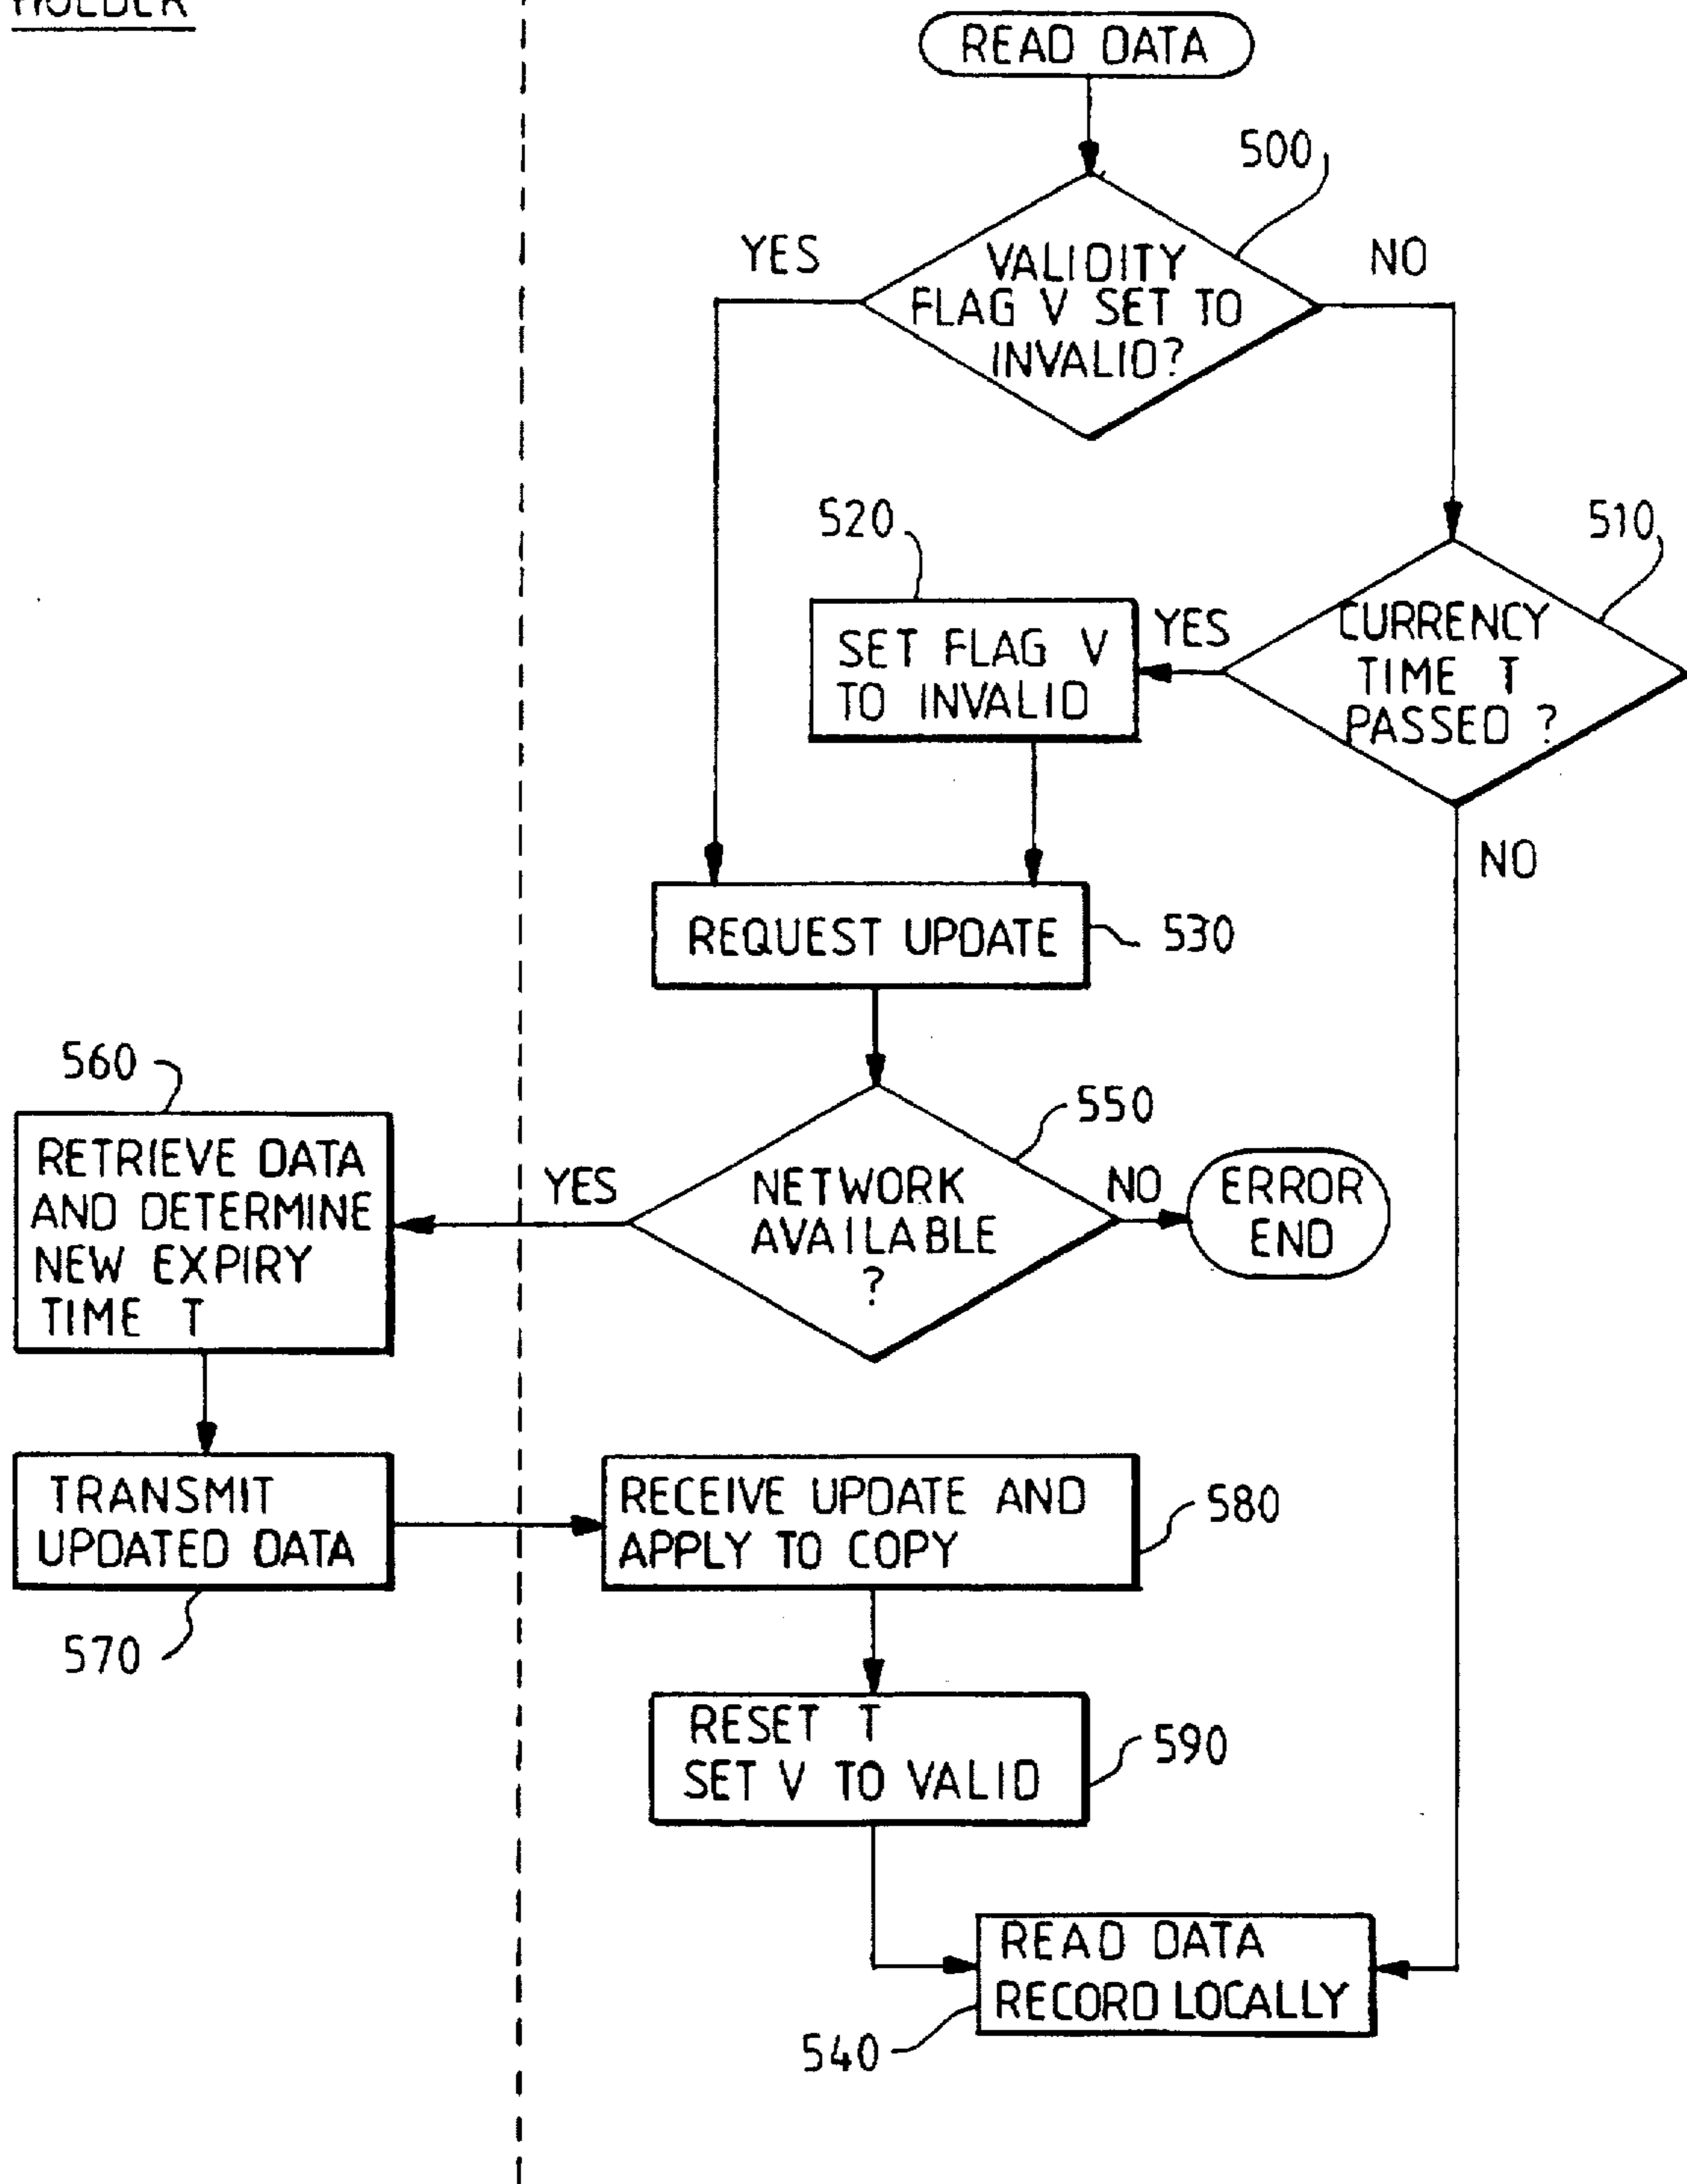 HOLDER
READ DATA
500
YES
VALIDITY
FLAG V SET TO
INVALID?
NO
520
510
SET FLAG V
TO INVALID
YES
CURRENCY
TIME T
PASSED ?
NO
REQUEST UPDATE
530
560
550
RETRIEVE DATA
AND DETERMINE
NEW EXPIRY
TIME T
YES
NETWORK
AVAILABLE
?
NO
ERROR
END
TRANSMIT
UPDATED DATA
570
RECEIVE UPDATE AND
APPLY TO COPY
580
RESET T
SET V TO VALID
590
READ DATA
RECORD LOCALLY
540